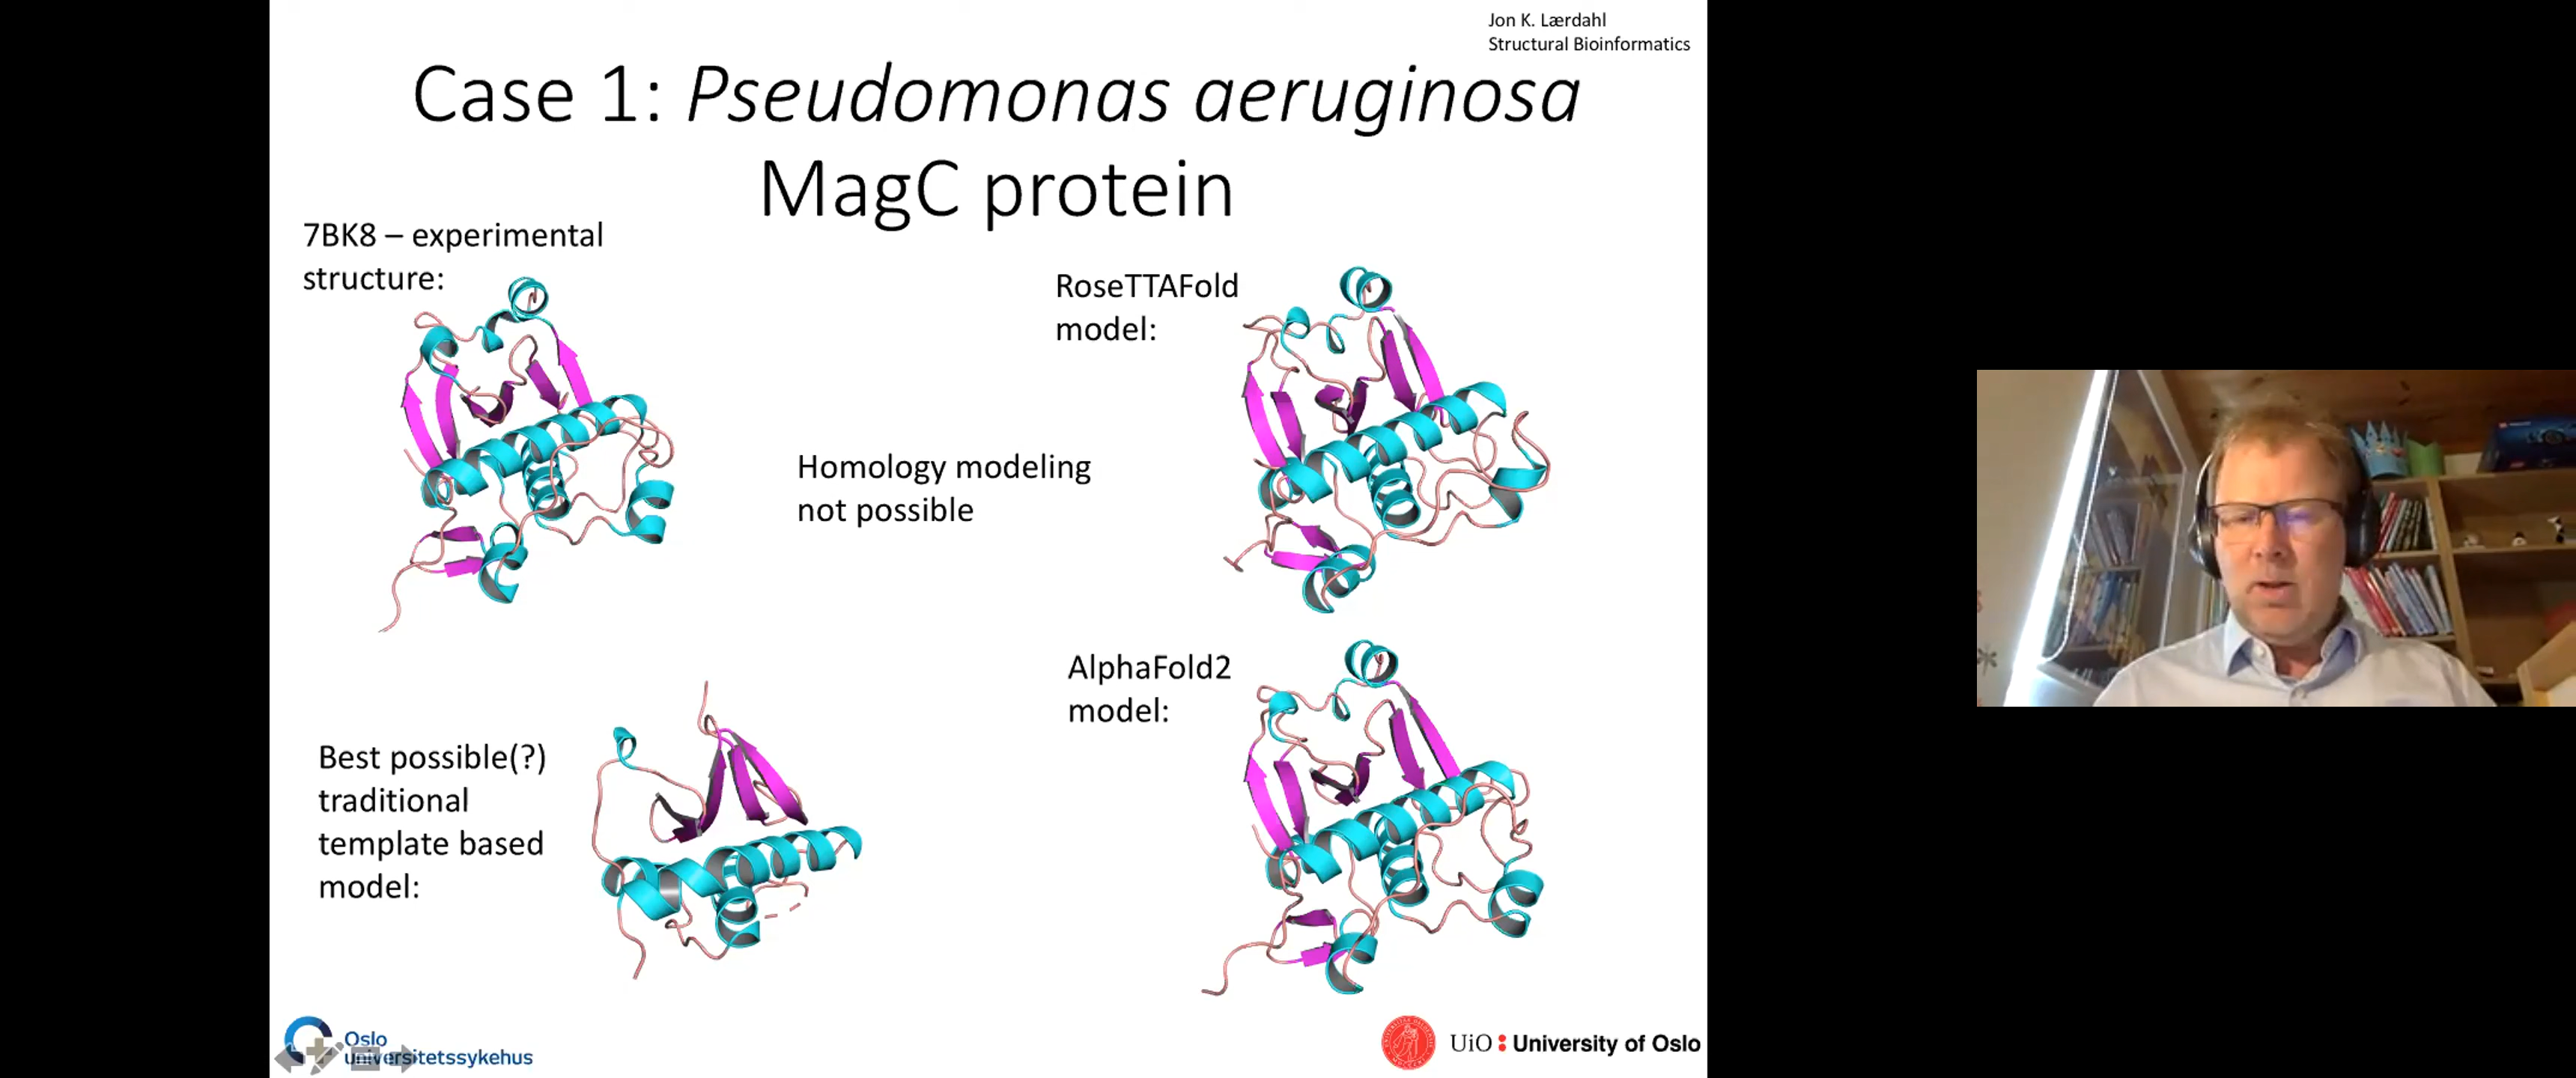 Jon K. Lærdahl
Structural Bioinformatics
Case 1: Pseudomonas aeruginosa
MagC protein
7BK8 – experimental
structure:
RoseTTAFold
model:
Homology modeling
not possible
AlphaFold2
model:
Best possible(?)
traditional
template based
model:
Oslo
universitetssykehus
UiO : University of Oslo